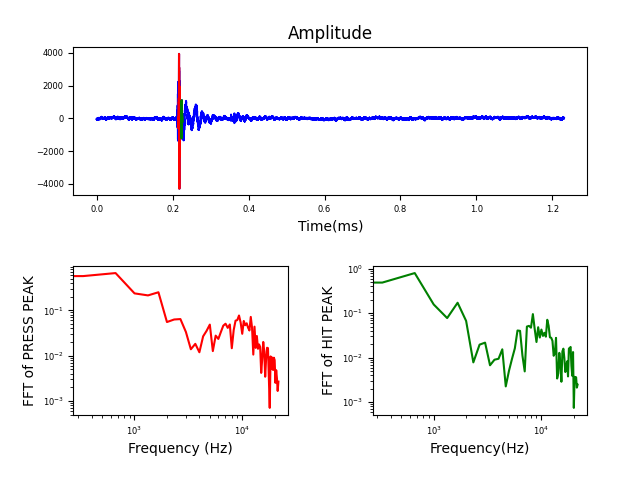 Amplitude
4000
2000
0
−2000
−4000
0.0 0.2 0.4 0.6 0.8 1.0 1.2
Time(ms)
FFT of PRESS PEAK
10⁻¹
10⁻²
10⁻³
10³ 10⁴
Frequency (Hz)
FFT of HIT PEAK
10⁰
10⁻¹
10⁻²
10⁻³
10³ 10⁴
Frequency(Hz)